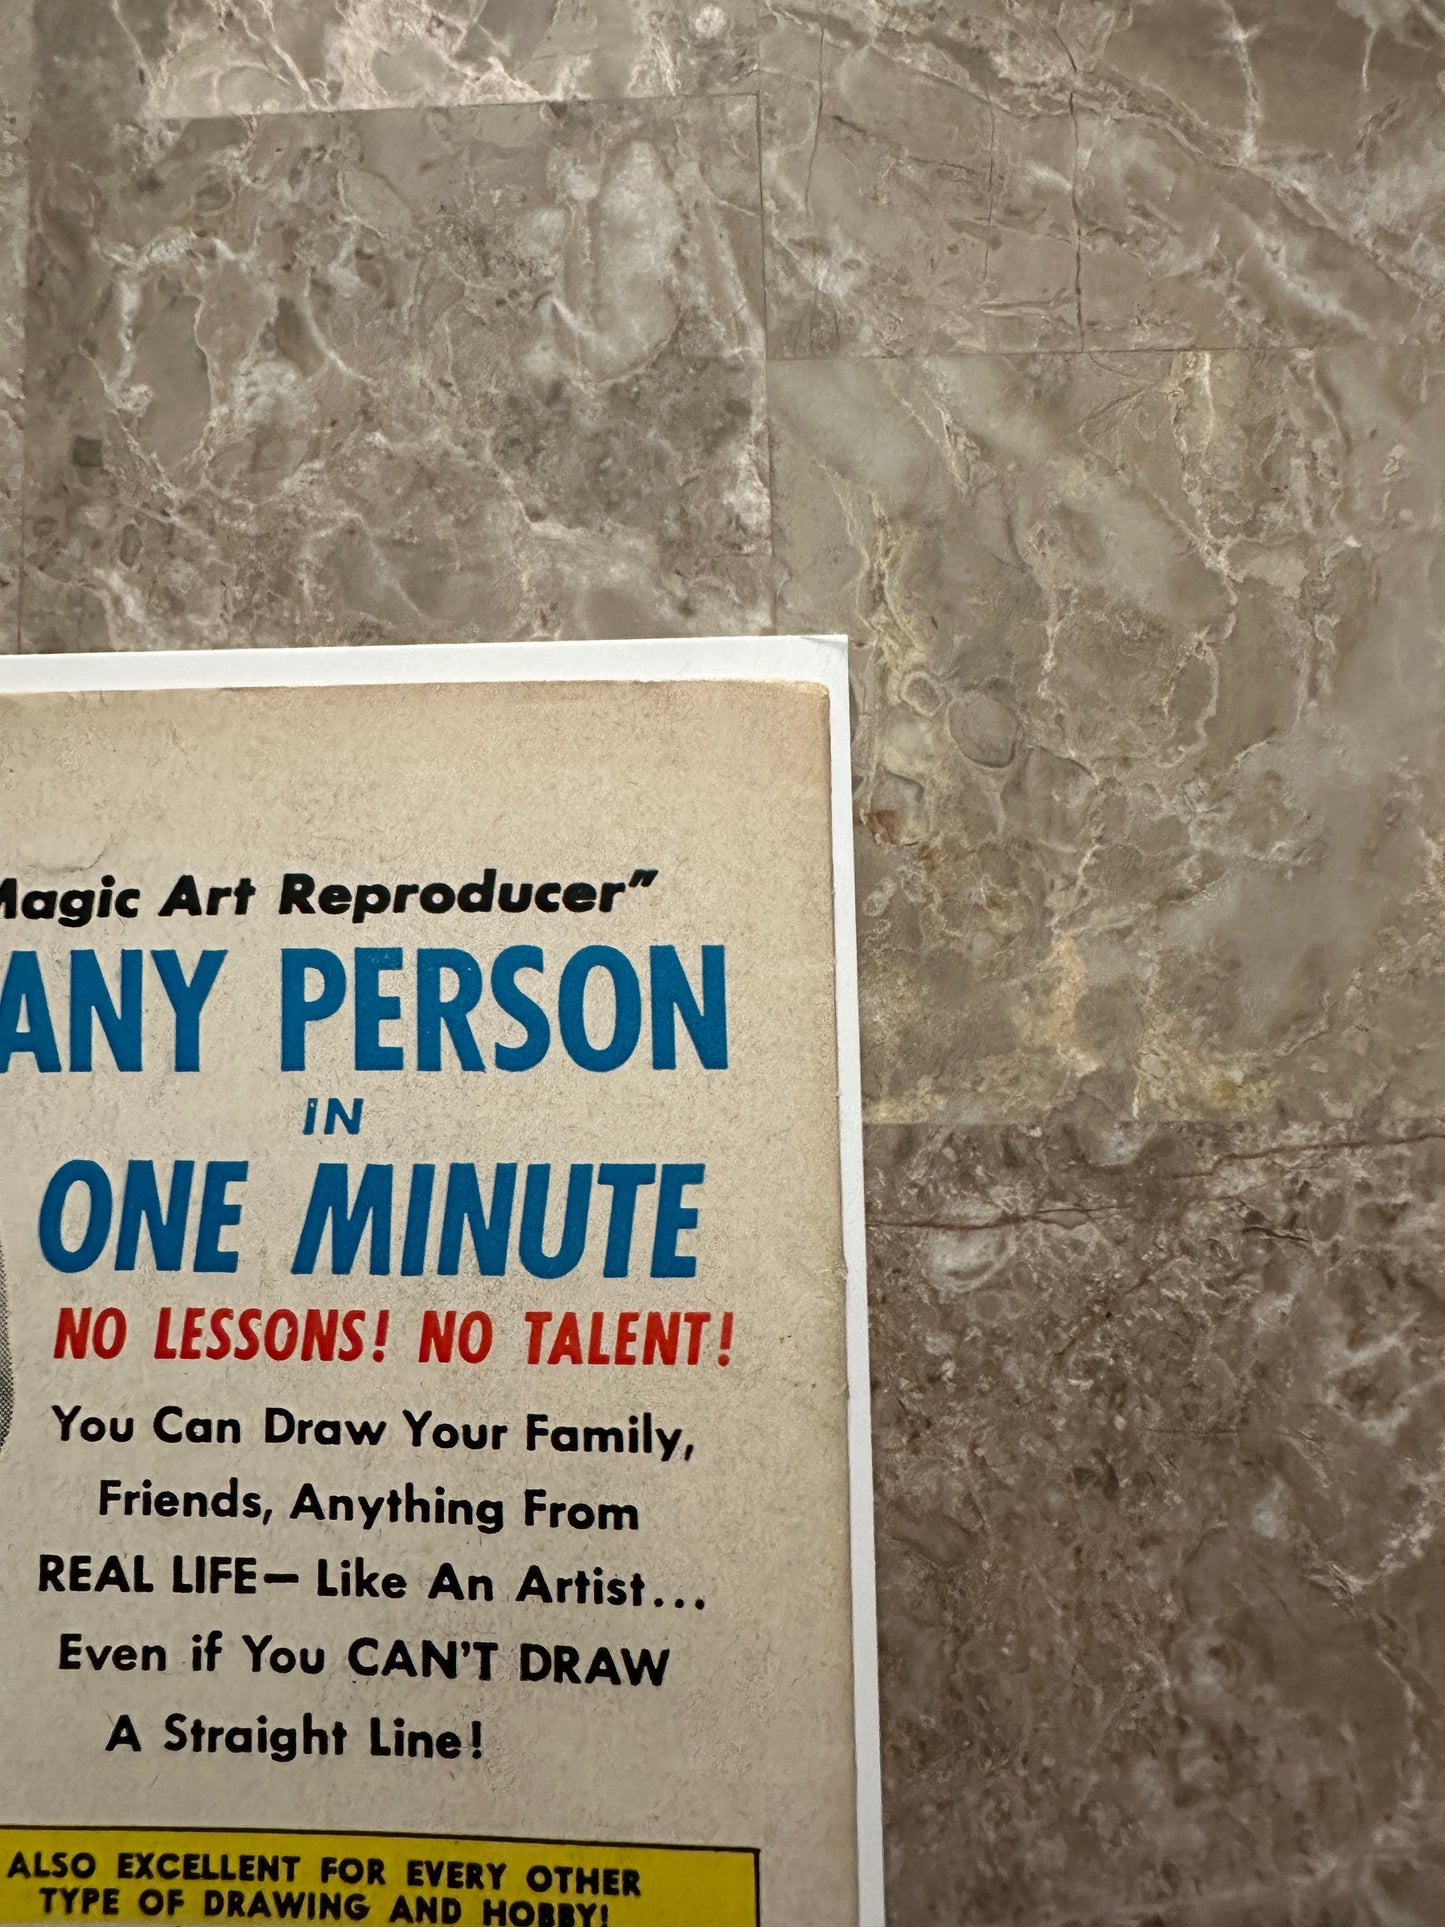 Magic Art Reproducer”
ANY PERSON
IN
ONE MINUTE
NO LESSONS! NO TALENT!
You Can Draw Your Family,
Friends, Anything From
REAL LIFE— Like An Artist...
Even if You CAN'T DRAW
A Straight Line!
ALSO EXCELLENT FOR EVERY OTHER
TYPE OF DRAWING AND HOBBY!